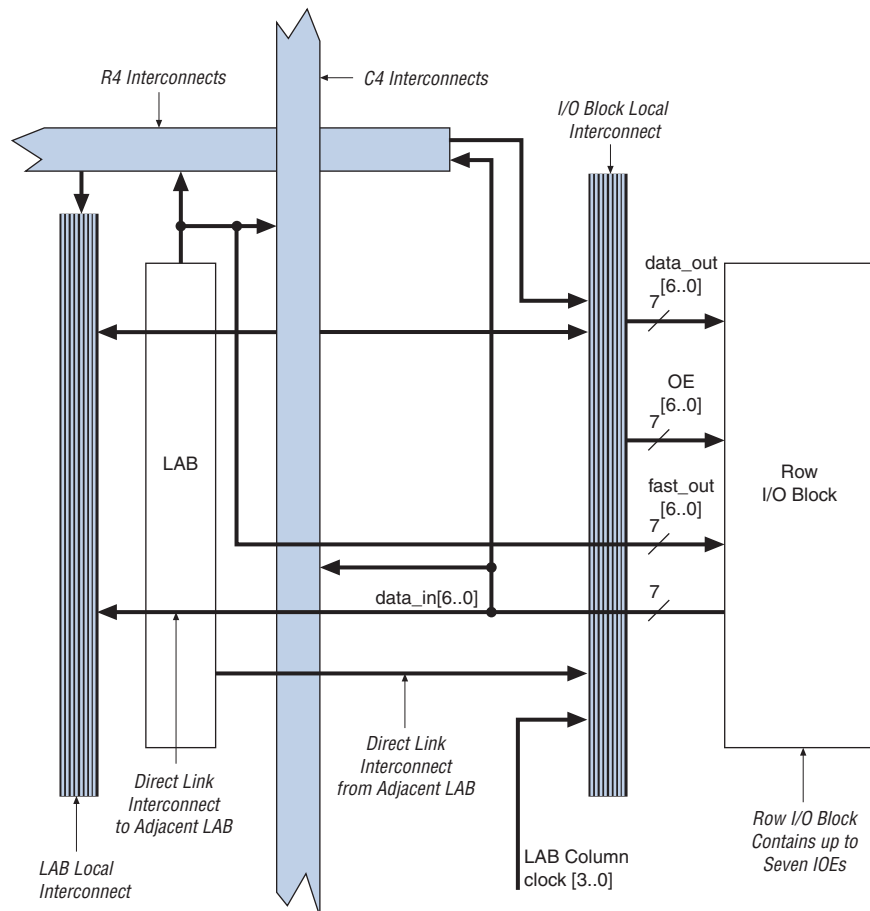 R4 Interconnects
C4 Interconnects
I/O Block Local
Interconnect
data_out
[6..0]
7
OE
[6..0]
7
LAB
Row
I/O Block
fast_out
[6..0]
7
data_in[6..0]
7
Direct Link
Interconnect
to Adjacent LAB
Direct Link
Interconnect
from Adjacent LAB
LAB Local
Interconnect
LAB Column
clock [3..0]
Row I/O Block
Contains up to
Seven IOEs